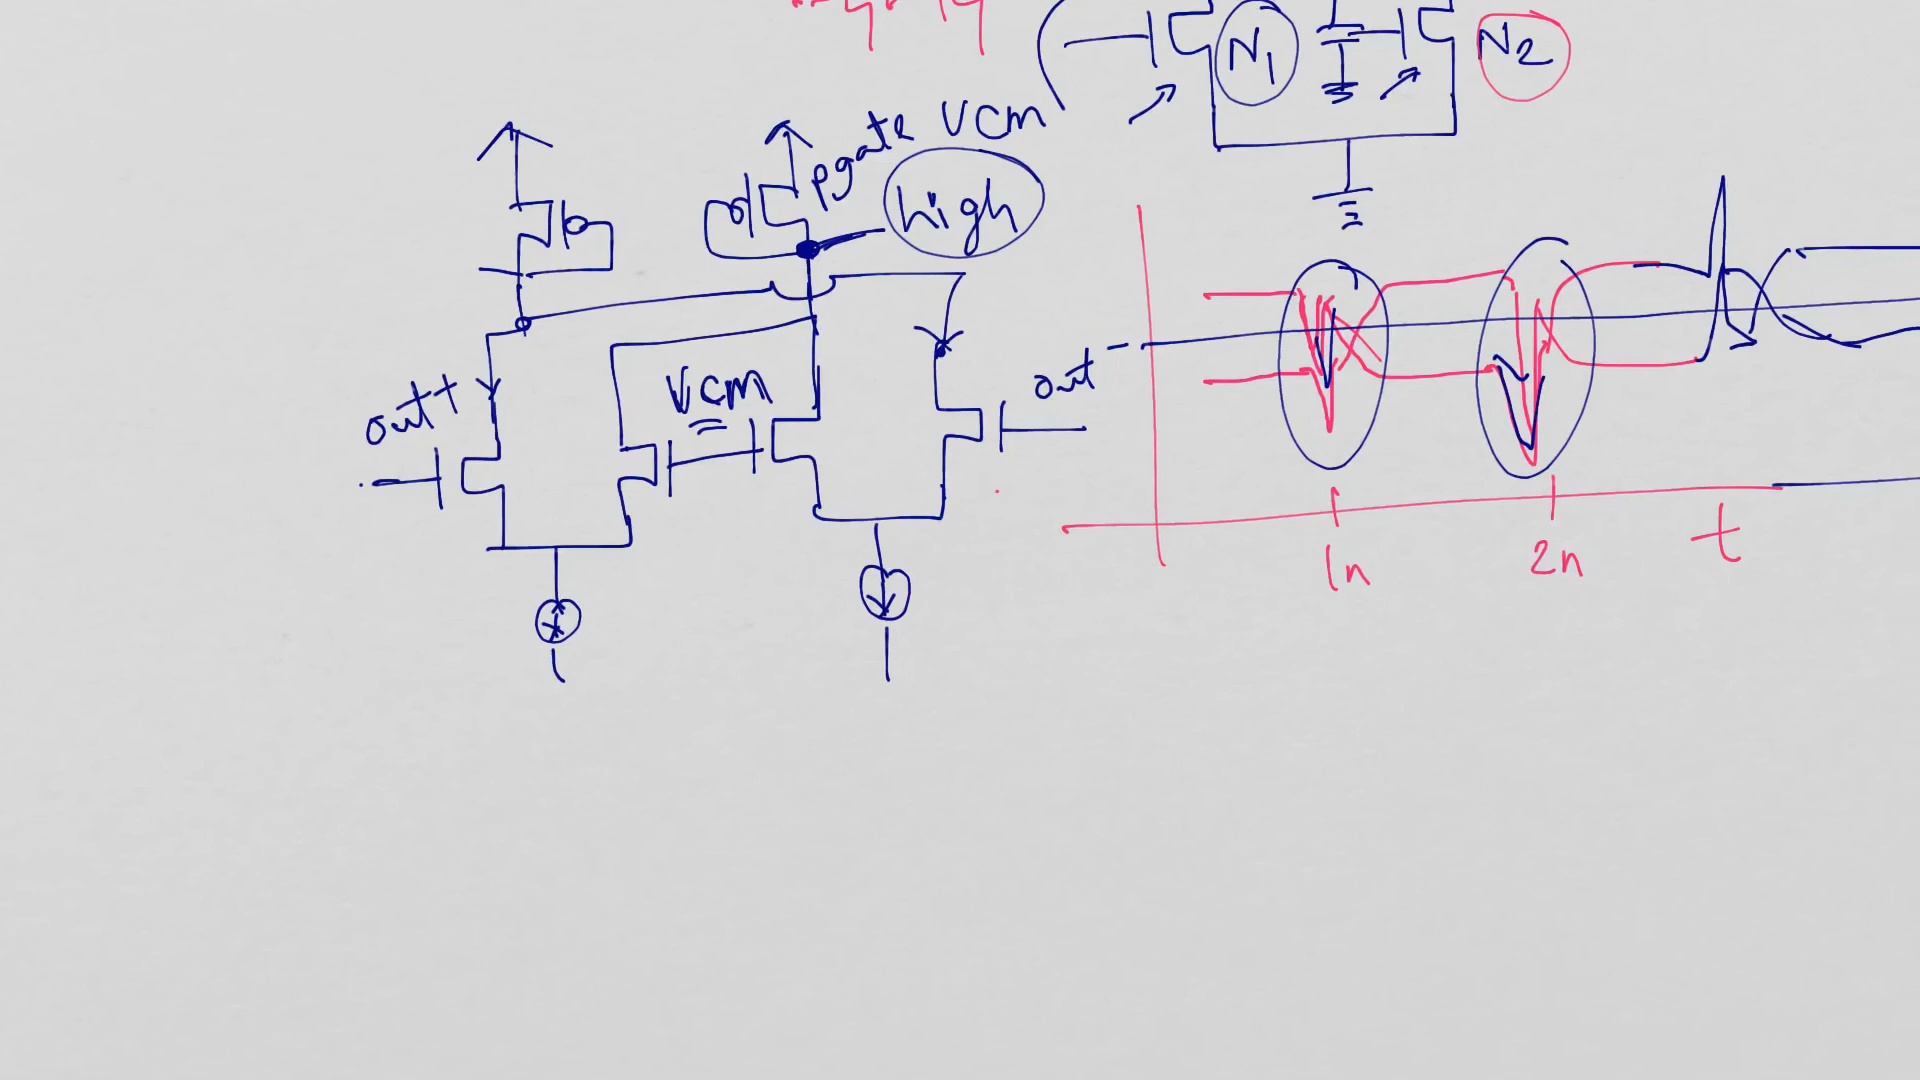 N1
N2
pgate Vcm
high
out+
Vcm
out -
1n
2n
t